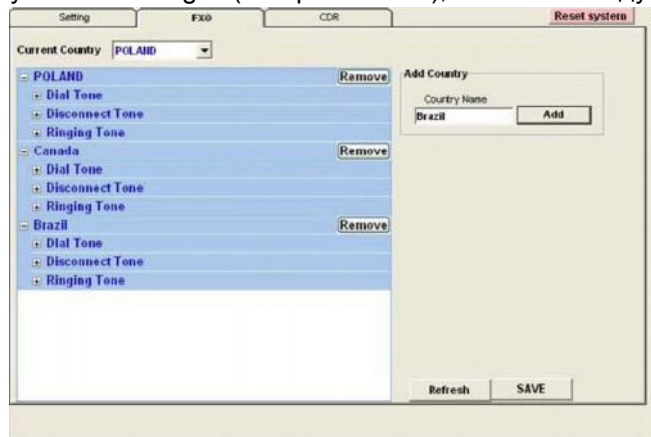 Setting FXO CDR Reset system
Current Country POLAND
POLAND Remove Add Country
Dial Tone Country Name
Disconnect Tone Brazil Add
Ringing Tone
Canada Remove
Dial Tone
Disconnect Tone
Ringing Tone
Brazil Remove
Dial Tone
Disconnect Tone
Ringing Tone
Refresh SAVE